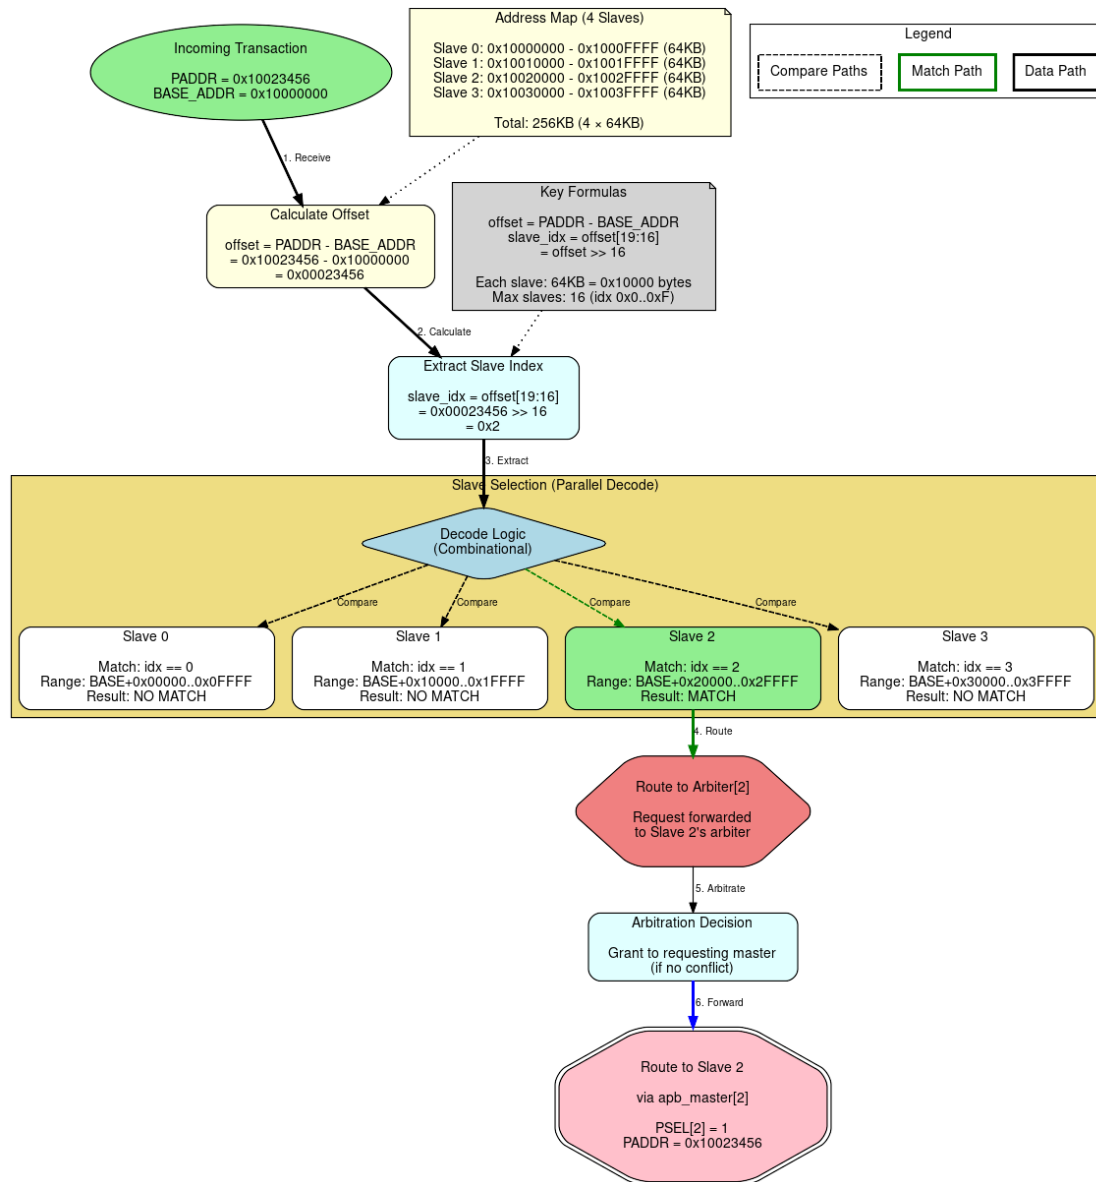 Incoming Transaction
PADDR = 0x10023456
BASE_ADDR = 0x10000000
Address Map (4 Slaves)
Slave 0: 0x10000000 - 0x1000FFFF (64KB)
Slave 1: 0x10010000 - 0x1001FFFF (64KB)
Slave 2: 0x10020000 - 0x1002FFFF (64KB)
Slave 3: 0x10030000 - 0x1003FFFF (64KB)
Total: 256KB (4 × 64KB)
Legend
Compare Paths
Match Path
Data Path
1. Receive
Calculate Offset
offset = PADDR - BASE_ADDR
= 0x10023456 - 0x10000000
= 0x00023456
Key Formulas
offset = PADDR - BASE_ADDR
slave_idx = offset[19:16]
= offset >> 16
Each slave: 64KB = 0x10000 bytes
Max slaves: 16 (idx 0x0..0xF)
2. Calculate
Extract Slave Index
slave_idx = offset[19:16]
= 0x00023456 >> 16
= 0x2
3. Extract
Slave Selection (Parallel Decode)
Decode Logic
(Combinational)
Compare
Compare
Compare
Compare
Slave 0
Match: idx == 0
Range: BASE+0x00000..0x0FFFF
Result: NO MATCH
Slave 1
Match: idx == 1
Range: BASE+0x10000..0x1FFFF
Result: NO MATCH
Slave 2
Match: idx == 2
Range: BASE+0x20000..0x2FFFF
Result: MATCH
Slave 3
Match: idx == 3
Range: BASE+0x30000..0x3FFFF
Result: NO MATCH
4. Route
Route to Arbiter[2]
Request forwarded
to Slave 2's arbiter
5. Arbitrate
Arbitration Decision
Grant to requesting master
(if no conflict)
6. Forward
Route to Slave 2
via apb_master[2]
PSEL[2] = 1
PADDR = 0x10023456